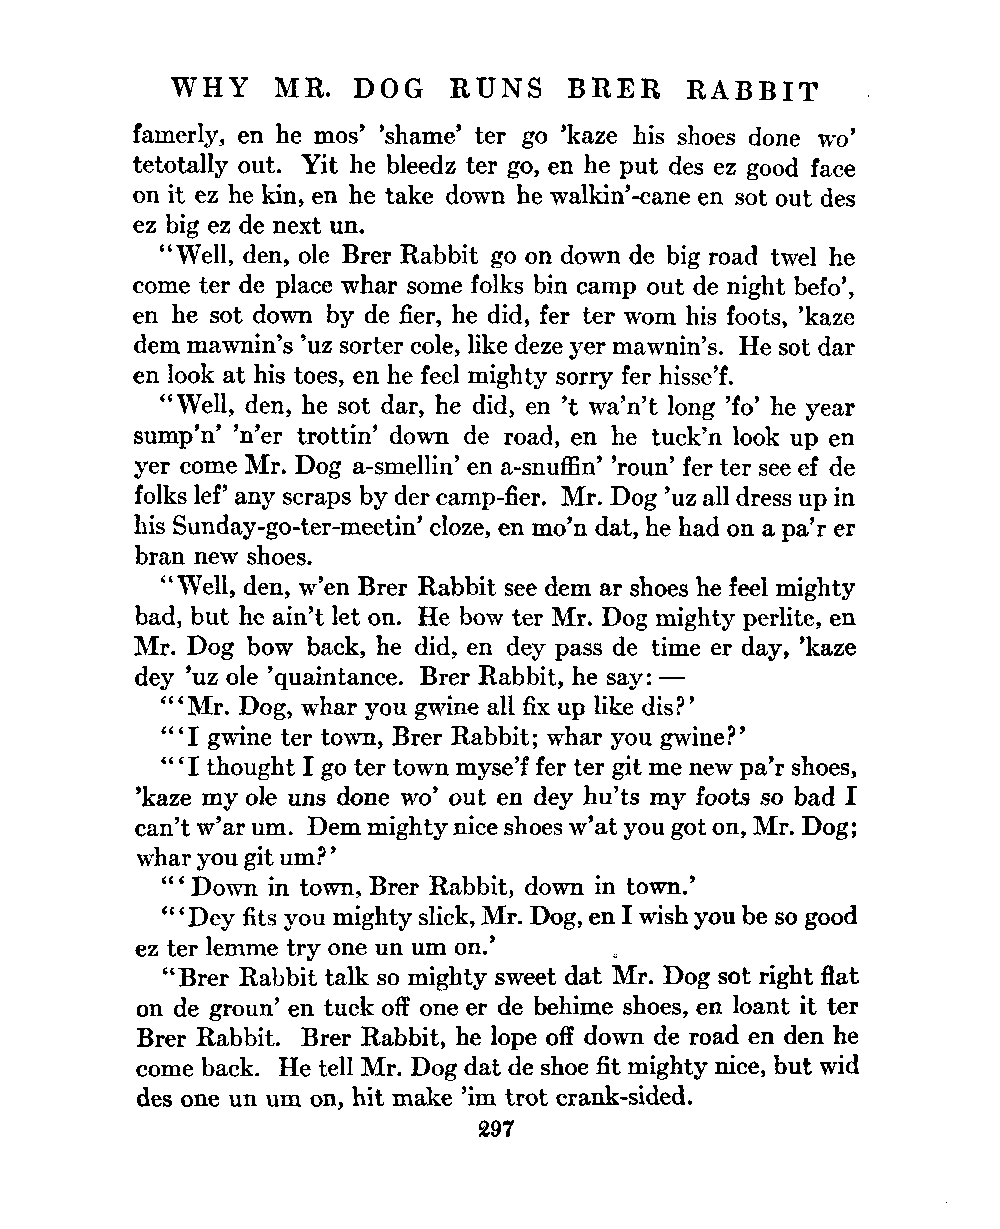 WHY MR. DOG RUNS BRER RABBIT
famerly, en he mos' 'shame' ter go 'kaze his shoes done wo'
tetotally out. Yit he bleedz ter go, en he put des ez good face
on it ez he kin, en he take down he walkin'-cane en sot out des
ez big ez de next un.
"Well, den, ole Brer Rabbit go on down de big road twel he
come ter de place whar some folks bin camp out de night befo',
en he sot down by de fier, he did, fer ter wom his foots, 'kaze
dem mawnin's 'uz sorter cole, like deze yer mawnin's. He sot dar
en look at his toes, en he feel mighty sorry fer hisse'f.
"Well, den, he sot dar, he did, en 't wa'n't long 'fo' he year
sump'n' 'n'er trottin' down de road, en he tuck'n look up en
yer come Mr. Dog a-smellin' en a-snuffin' 'roun' fer ter see ef de
folks lef' any scraps by der camp-fier. Mr. Dog 'uz all dress up in
his Sunday-go-ter-meetin' cloze, en mo'n dat, he had on a pa'r er
bran new shoes.
"Well, den, w'en Brer Rabbit see dem ar shoes he feel mighty
bad, but he ain't let on. He bow ter Mr. Dog mighty perlite, en
Mr. Dog bow back, he did, en dey pass de time er day, 'kaze
dey 'uz ole 'quaintance. Brer Rabbit, he say: —
"'Mr. Dog, whar you gwine all fix up like dis?'
"'I gwine ter town, Brer Rabbit; whar you gwine?'
"'I thought I go ter town myse'f fer ter git me new pa'r shoes,
'kaze my ole uns done wo' out en dey hu'ts my foots so bad I
can't w'ar um. Dem mighty nice shoes w'at you got on, Mr. Dog;
whar you git um?'
"'Down in town, Brer Rabbit, down in town.'
"'Dey fits you mighty slick, Mr. Dog, en I wish you be so good
ez ter lemme try one un um on.'
"Brer Rabbit talk so mighty sweet dat Mr. Dog sot right flat
on de groun' en tuck off one er de behime shoes, en loant it ter
Brer Rabbit. Brer Rabbit, he lope off down de road en den he
come back. He tell Mr. Dog dat de shoe fit mighty nice, but wid
des one un um on, hit make 'im trot crank-sided.
297